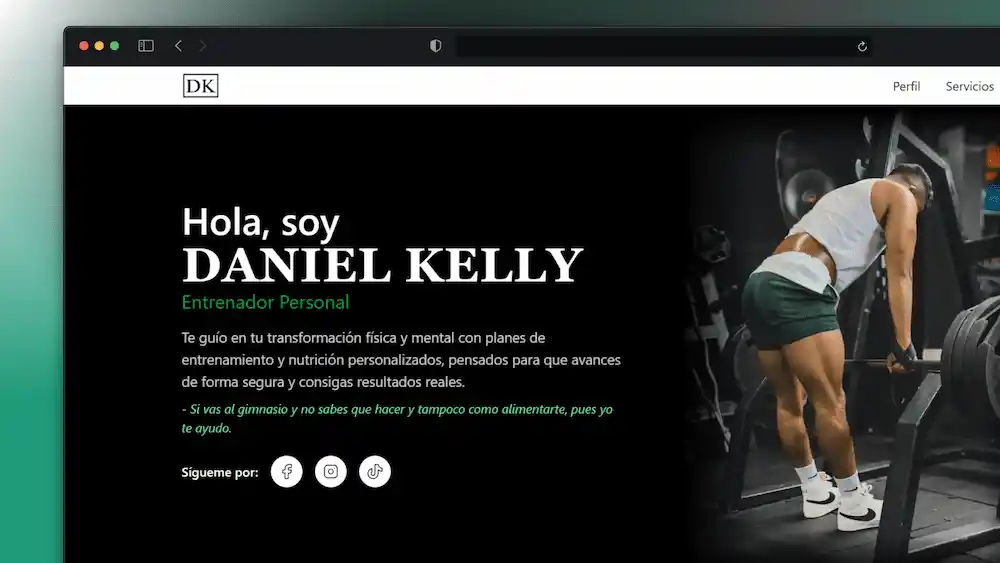 DK
Perfil Servicios
Hola, soy
DANIEL KELLY
Entrenador Personal
Te guío en tu transformación física y mental con planes de
entrenamiento y nutrición personalizados, pensados para que avances
de forma segura y consigas resultados reales.
- Si vas al gimnasio y no sabes que hacer y tampoco como alimentarte, pues yo
te ayudo.
Sígueme por: